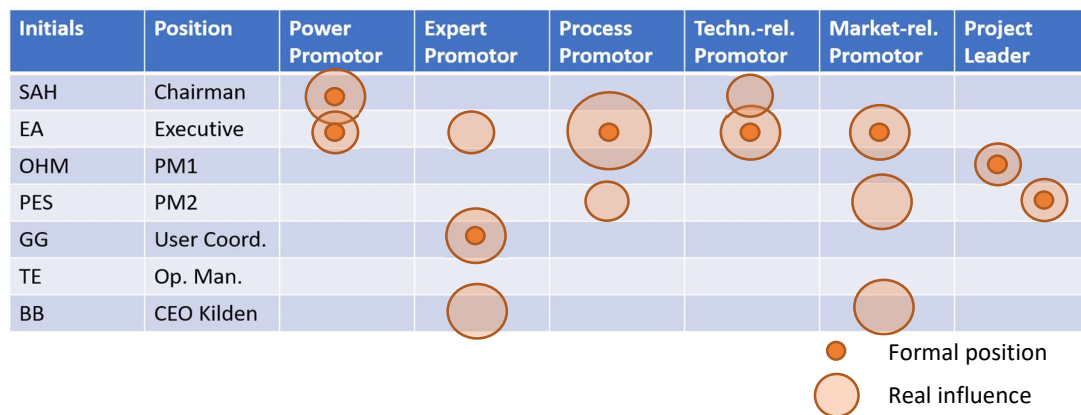 Initials Position Power Promotor Expert Promotor Process Promotor Techn.-rel. Promotor Market-rel. Promotor Project Leader
SAH Chairman
EA Executive
OHM PM1
PES PM2
GG User Coord.
TE Op. Man.
BB CEO Kilden
Formal position
Real influence